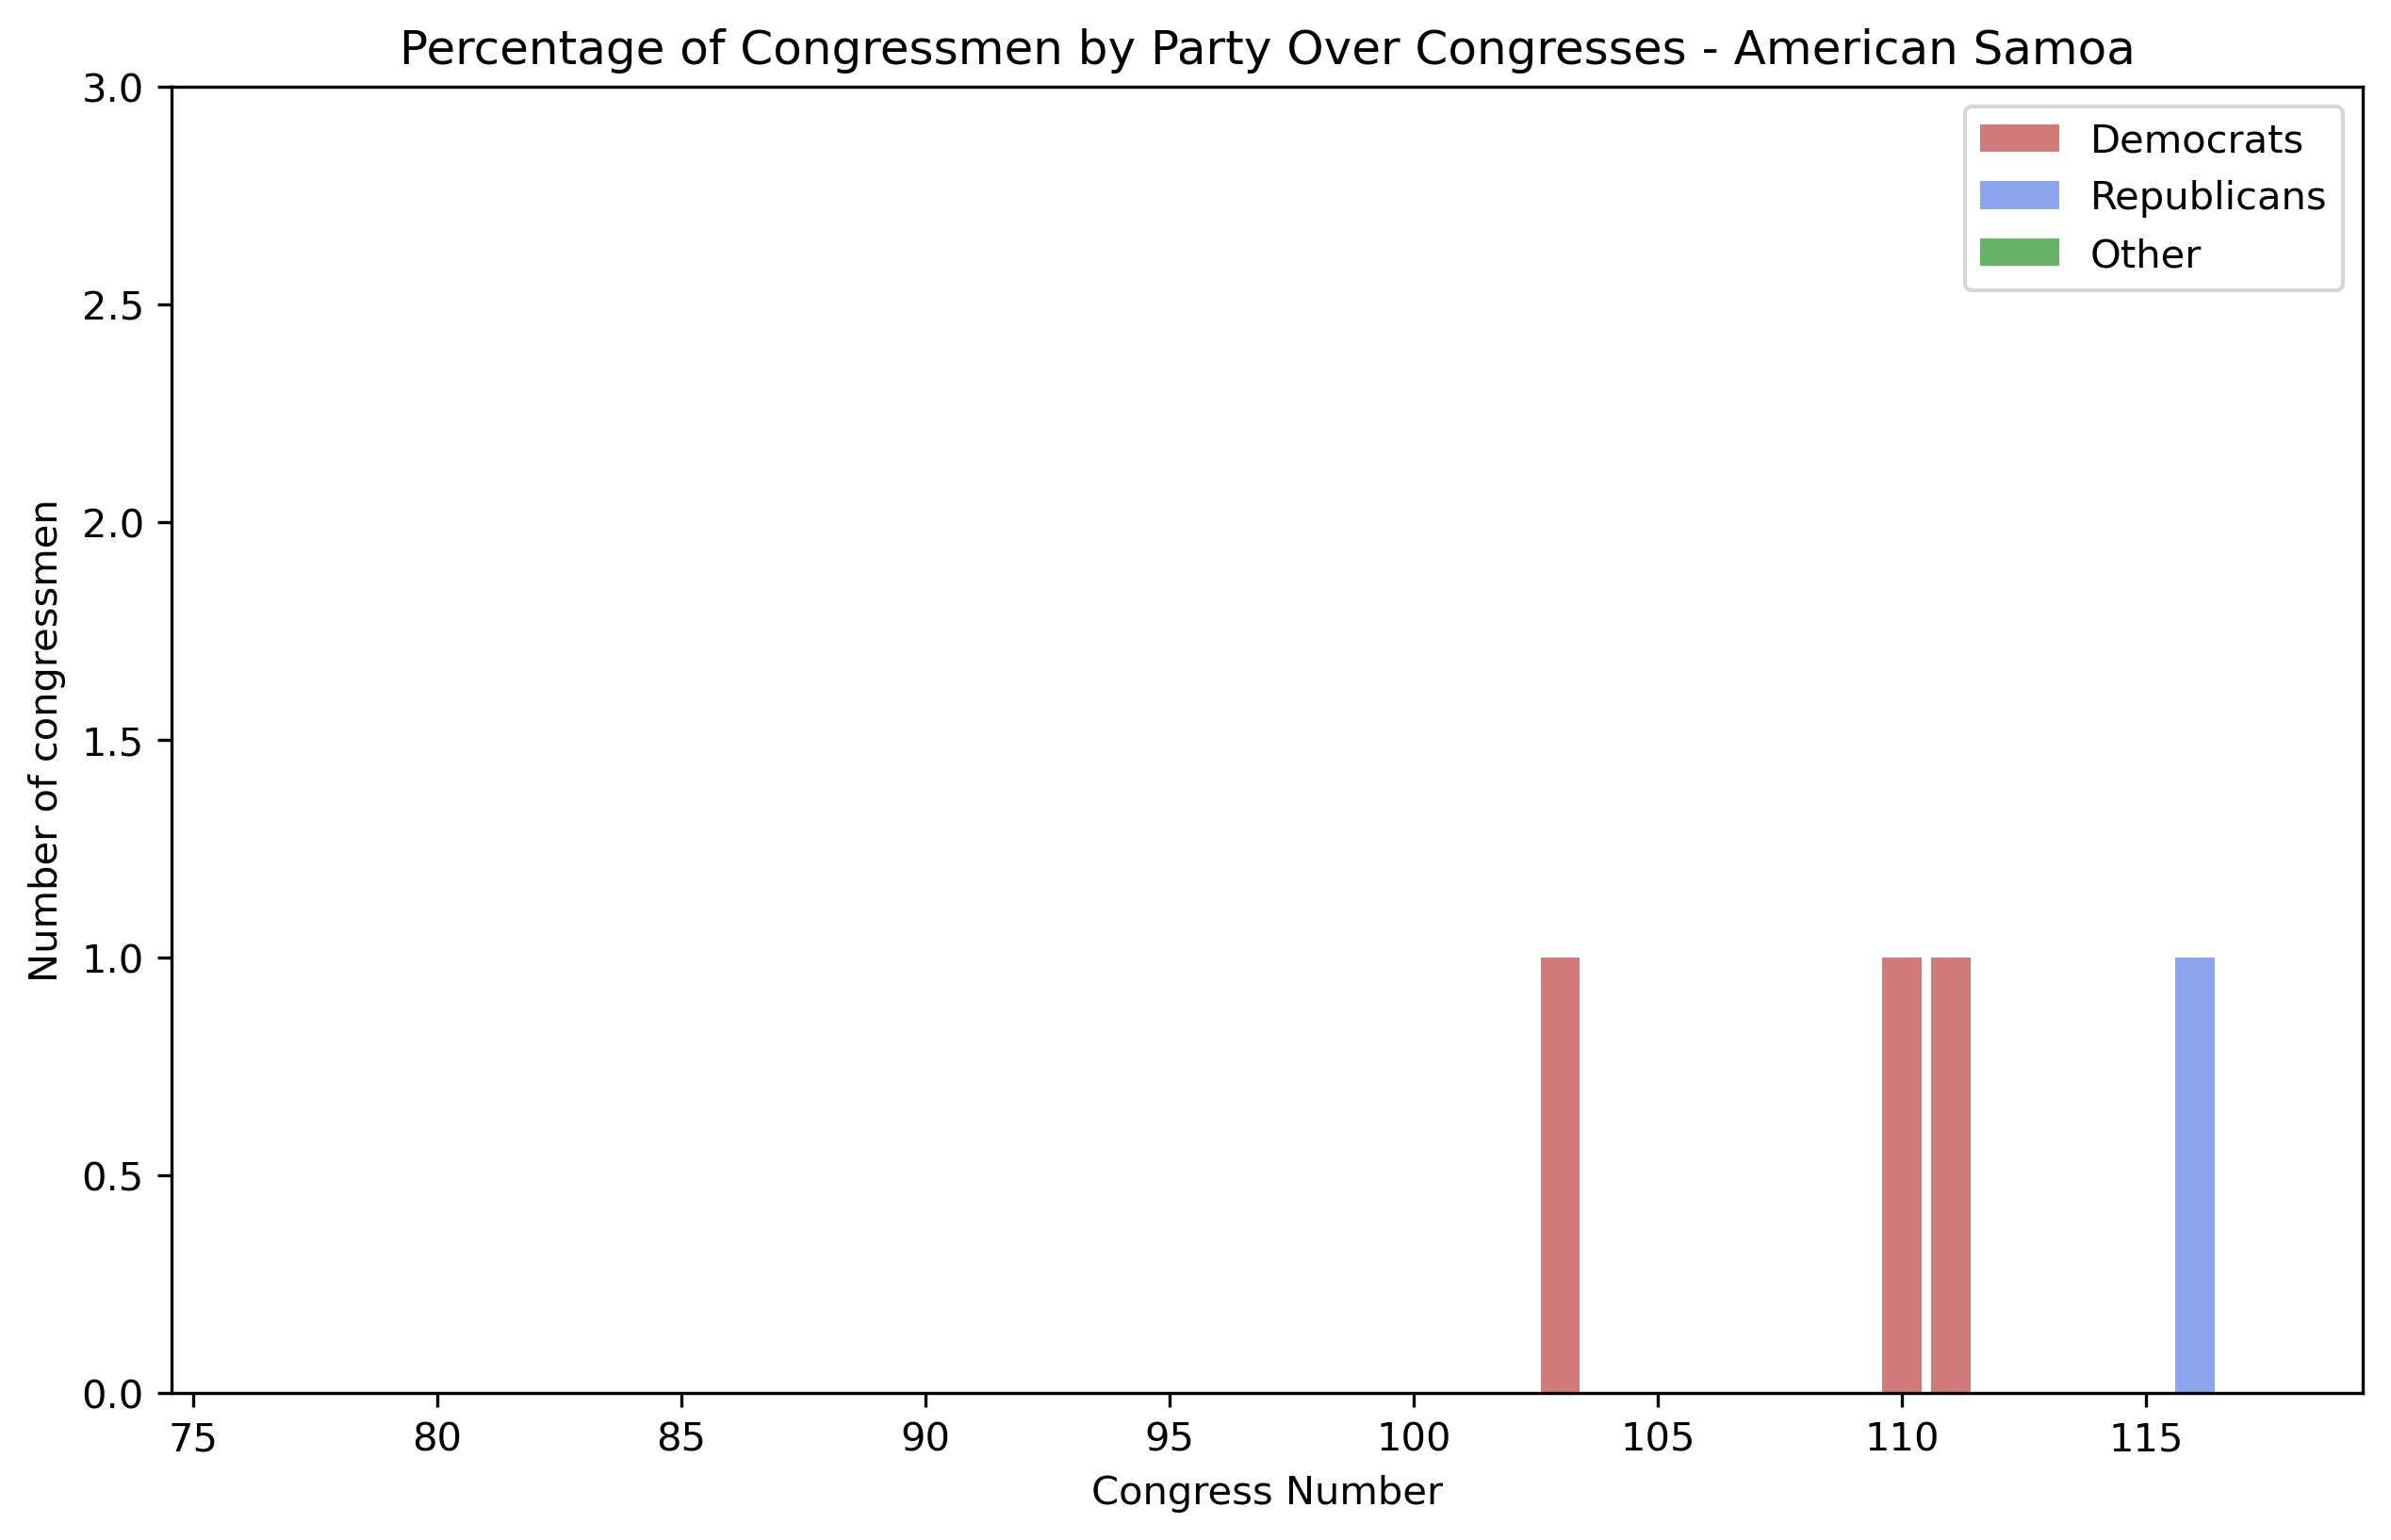 Percentage of Congressmen by Party Over Congresses - American Samoa
3.0
2.5
2.0
1.5
1.0
0.5
0.0
Number of congressmen
Democrats
Republicans
Other
75 80 85 90 95 100 105 110 115
Congress Number